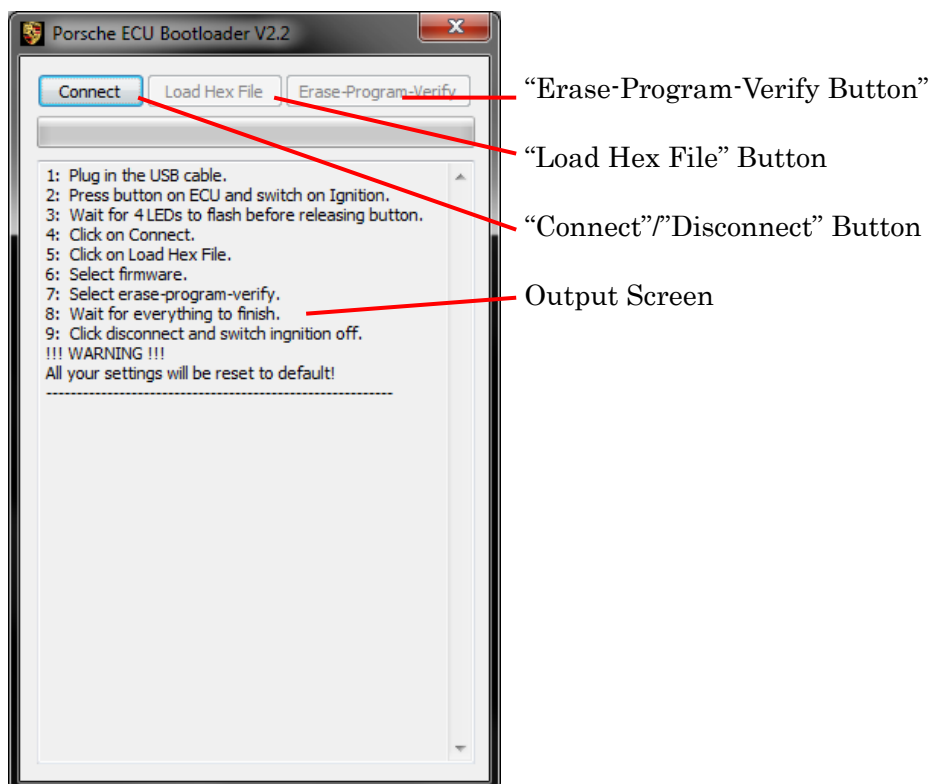 Porsche ECU Bootloader V2.2
Connect Load Hex File Erase-Program-Verify
“Erase-Program-Verify Button”
“Load Hex File” Button
“Connect”/”Disconnect” Button
Output Screen
1: Plug in the USB cable.
2: Press button on ECU and switch on Ignition.
3: Wait for 4 LEDs to flash before releasing button.
4: Click on Connect.
5: Click on Load Hex File.
6: Select firmware.
7: Select erase-program-verify.
8: Wait for everything to finish.
9: Click disconnect and switch ingnition off.
!!! WARNING !!!
All your settings will be reset to default!
---------------------------------------------------------